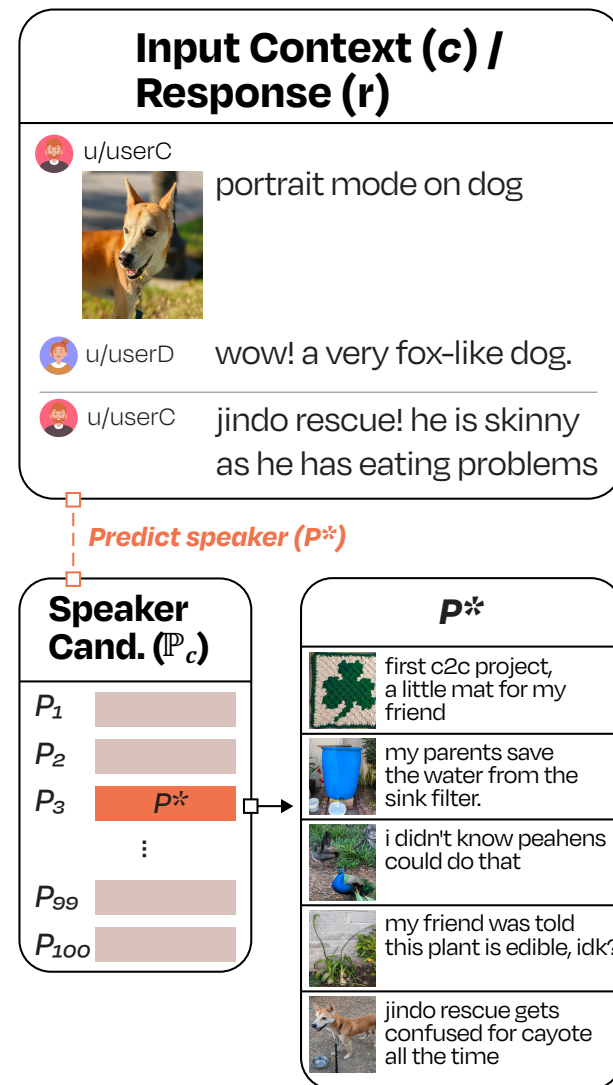 Input Context (c) /
Response (r)
u/userC
portrait mode on dog
u/userD
wow! a very fox-like dog.
u/userC
jindo rescue! he is skinny
as he has eating problems
Predict speaker (P*)
Speaker
Cand. (ℙc)
P1
P2
P3
P*
⋮
P99
P100
P*
first c2c project,
a little mat for my
friend
my parents save
the water from the
sink filter.
i didn't know peahens
could do that
my friend was told
this plant is edible, idk?
jindo rescue gets
confused for cayote
all the time